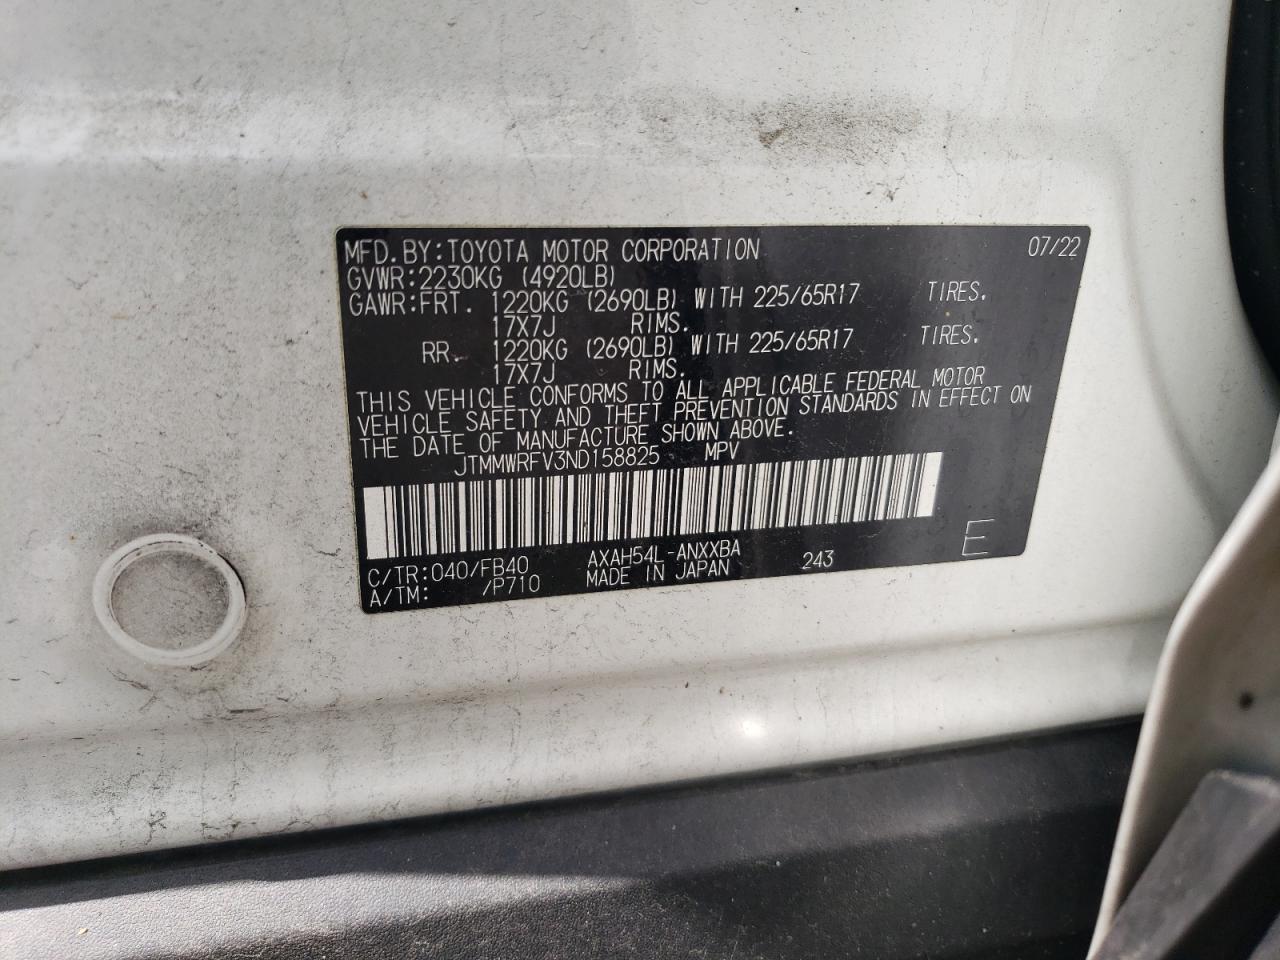 MFD. BY: TOYOTA MOTOR CORPORATION 07/22
GVWR: 2230KG (4920LB)
GAWR: FRT. 1220KG (2690LB) WITH 225/65R17 TIRES.
17X7J RIMS.
RR. 1220KG (2690LB) WITH 225/65R17 TIRES.
17X7J RIMS.
THIS VEHICLE CONFORMS TO ALL APPLICABLE FEDERAL MOTOR
VEHICLE SAFETY AND THEFT PREVENTION STANDARDS IN EFFECT ON
THE DATE OF MANUFACTURE SHOWN ABOVE.
JTMMWRFV3ND158825 MPV
C/TR: 040/FB40 AXAH54L-ANXXBA 243 E
A/TM: /P710 MADE IN JAPAN